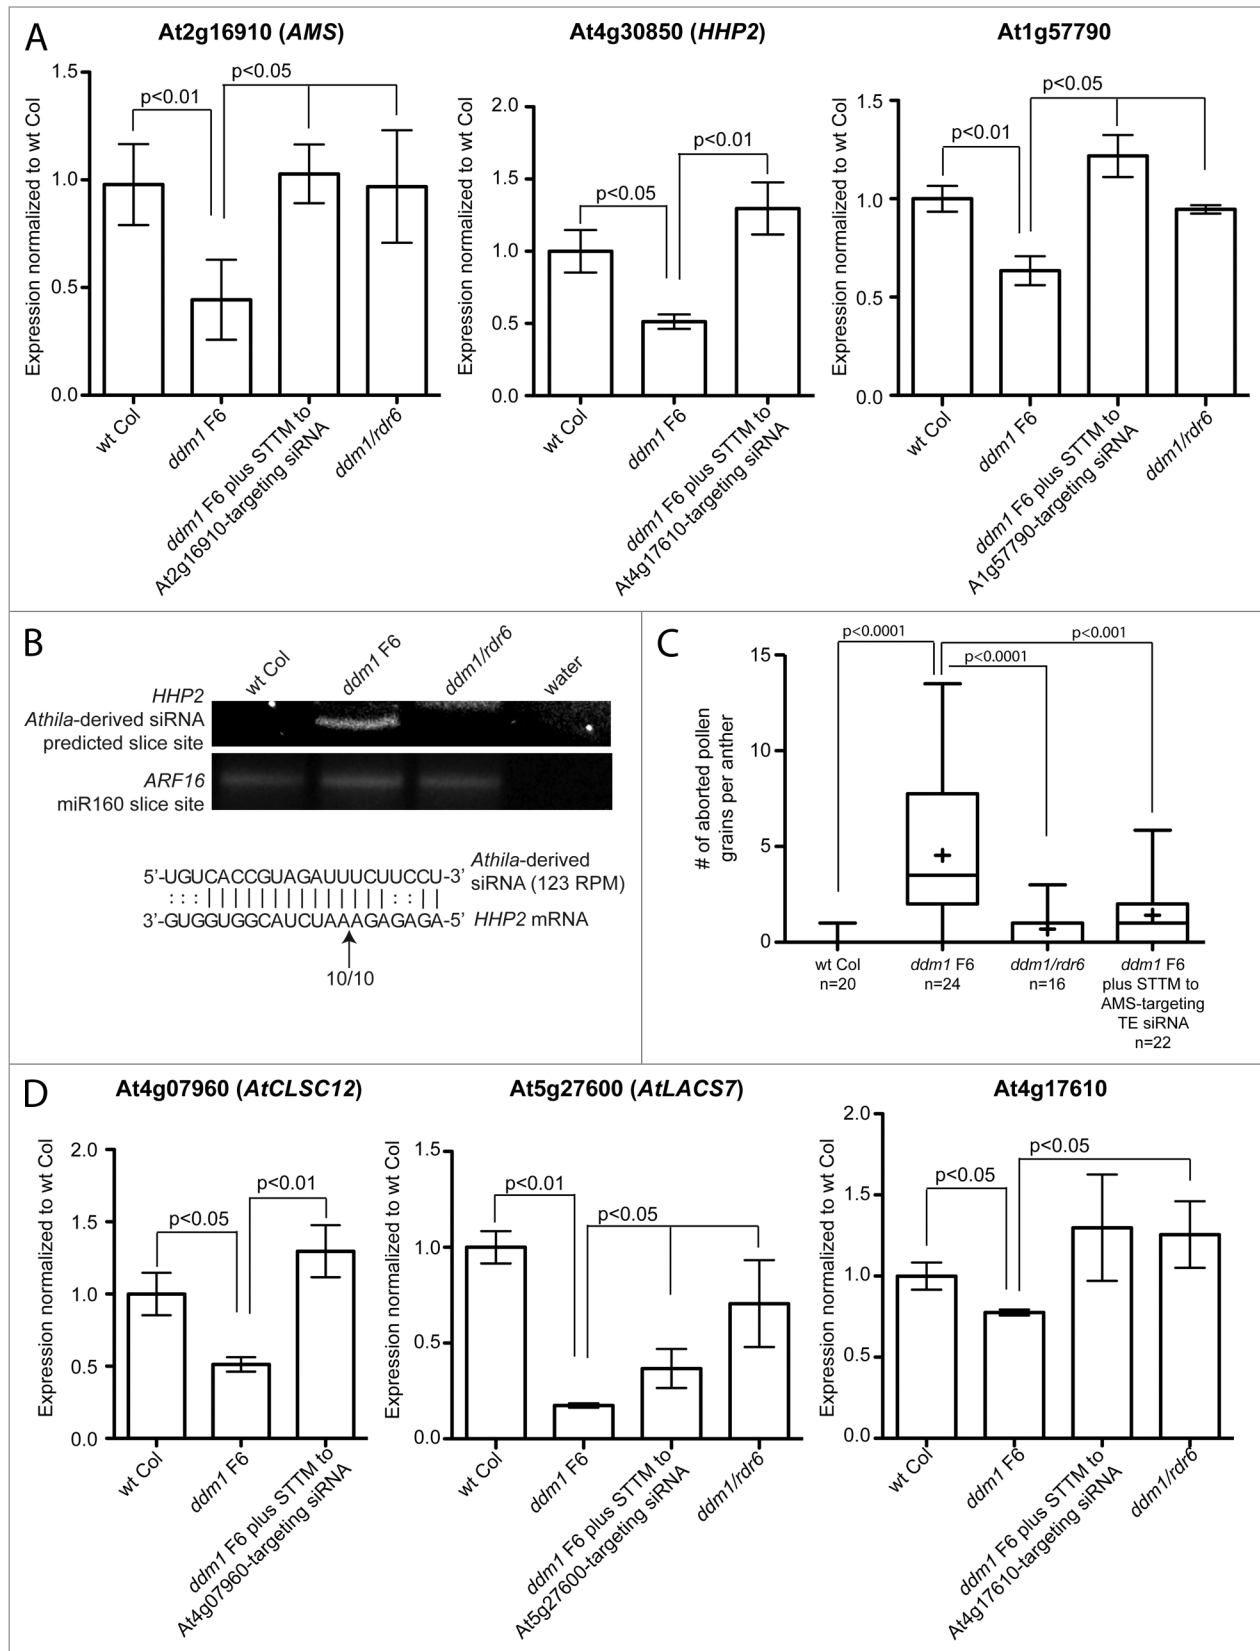 A
At2g16910 (AMS)
At4g30850 (HHP2)
At1g57790
Expression normalized to wt Col
1.5
1.0
0.5
0.0
p<0.01
p<0.05
wt Col
ddm1 F6
ddm1 F6 plus STTM to
At2g16910-targeting siRNA
ddm1/rdr6
Expression normalized to wt Col
2.0
1.5
1.0
0.5
0.0
p<0.05
p<0.01
wt Col
ddm1 F6
ddm1 F6 plus STTM to
At4g17610-targeting siRNA
Expression normalized to wt Col
1.5
1.0
0.5
0.0
p<0.01
p<0.05
wt Col
ddm1 F6
ddm1 F6 plus STTM to
A1g57790-targeting siRNA
ddm1/rdr6
B
wt Col
ddm1 F6
ddm1/rdr6
water
HHP2
Athila-derived siRNA
predicted slice site
ARF16
miR160 slice site
5'-UGUCACCGUAGAUUUCUUCCU-3'
Athila-derived
siRNA (123 RPM)
3'-GUGGUGGCAUCUAAAGAGAGA-5'
HHP2 mRNA
10/10
C
p<0.0001
p<0.001
p<0.0001
# of aborted pollen
grains per anther
15
10
5
0
wt Col
n=20
ddm1 F6
n=24
ddm1/rdr6
n=16
ddm1 F6
plus STTM to
AMS-targeting
TE siRNA
n=22
D
At4g07960 (AtCLSC12)
At5g27600 (AtLACS7)
At4g17610
Expression normalized to wt Col
2.0
1.5
1.0
0.5
0.0
p<0.05
p<0.01
wt Col
ddm1 F6
ddm1 F6 plus STTM to
At4g07960-targeting siRNA
Expression normalized to wt Col
1.5
1.0
0.5
0.0
p<0.01
p<0.05
wt Col
ddm1 F6
ddm1 F6 plus STTM to
At5g27600-targeting siRNA
ddm1/rdr6
Expression normalized to wt Col
2.0
1.5
1.0
0.5
0.0
p<0.05
p<0.05
wt Col
ddm1 F6
ddm1 F6 plus STTM to
At4g17610-targeting siRNA
ddm1/rdr6